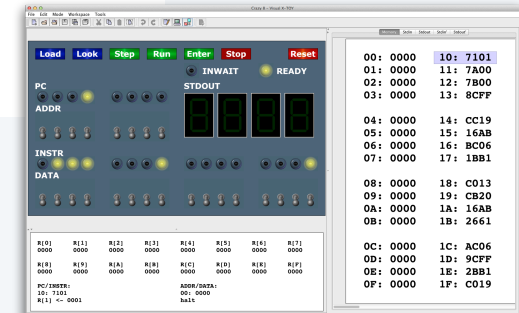 Crazy 8 - Visual X-TOY
File Edit Mode Workspace Tools
Load Look Step Run Enter Stop Reset
INWAIT READY
PC STDOUT
ADDR
INSTR
DATA
R[0] R[1] R[2] R[3] R[4] R[5] R[6] R[7]
0000 0000 0000 0000 0000 0000 0000 0000
R[8] R[9] R[A] R[B] R[C] R[D] R[E] R[F]
0000 0000 0000 0000 0000 0000 0000 0000
PC/INSTR: ADDR/DATA:
10: 7101 00: 0000
R[1] <- 0001 halt
Memory Stdin Stdout Stdin Stdout
00: 0000 10: 7101
01: 0000 11: 7A00
02: 0000 12: 7B00
03: 0000 13: 8CFF
04: 0000 14: CC19
05: 0000 15: 16AB
06: 0000 16: BC06
07: 0000 17: 1BB1
08: 0000 18: C013
09: 0000 19: CB20
0A: 0000 1A: 16AB
0B: 0000 1B: 2661
0C: 0000 1C: AC06
0D: 0000 1D: 9CFF
0E: 0000 1E: 2BB1
0F: 0000 1F: C019